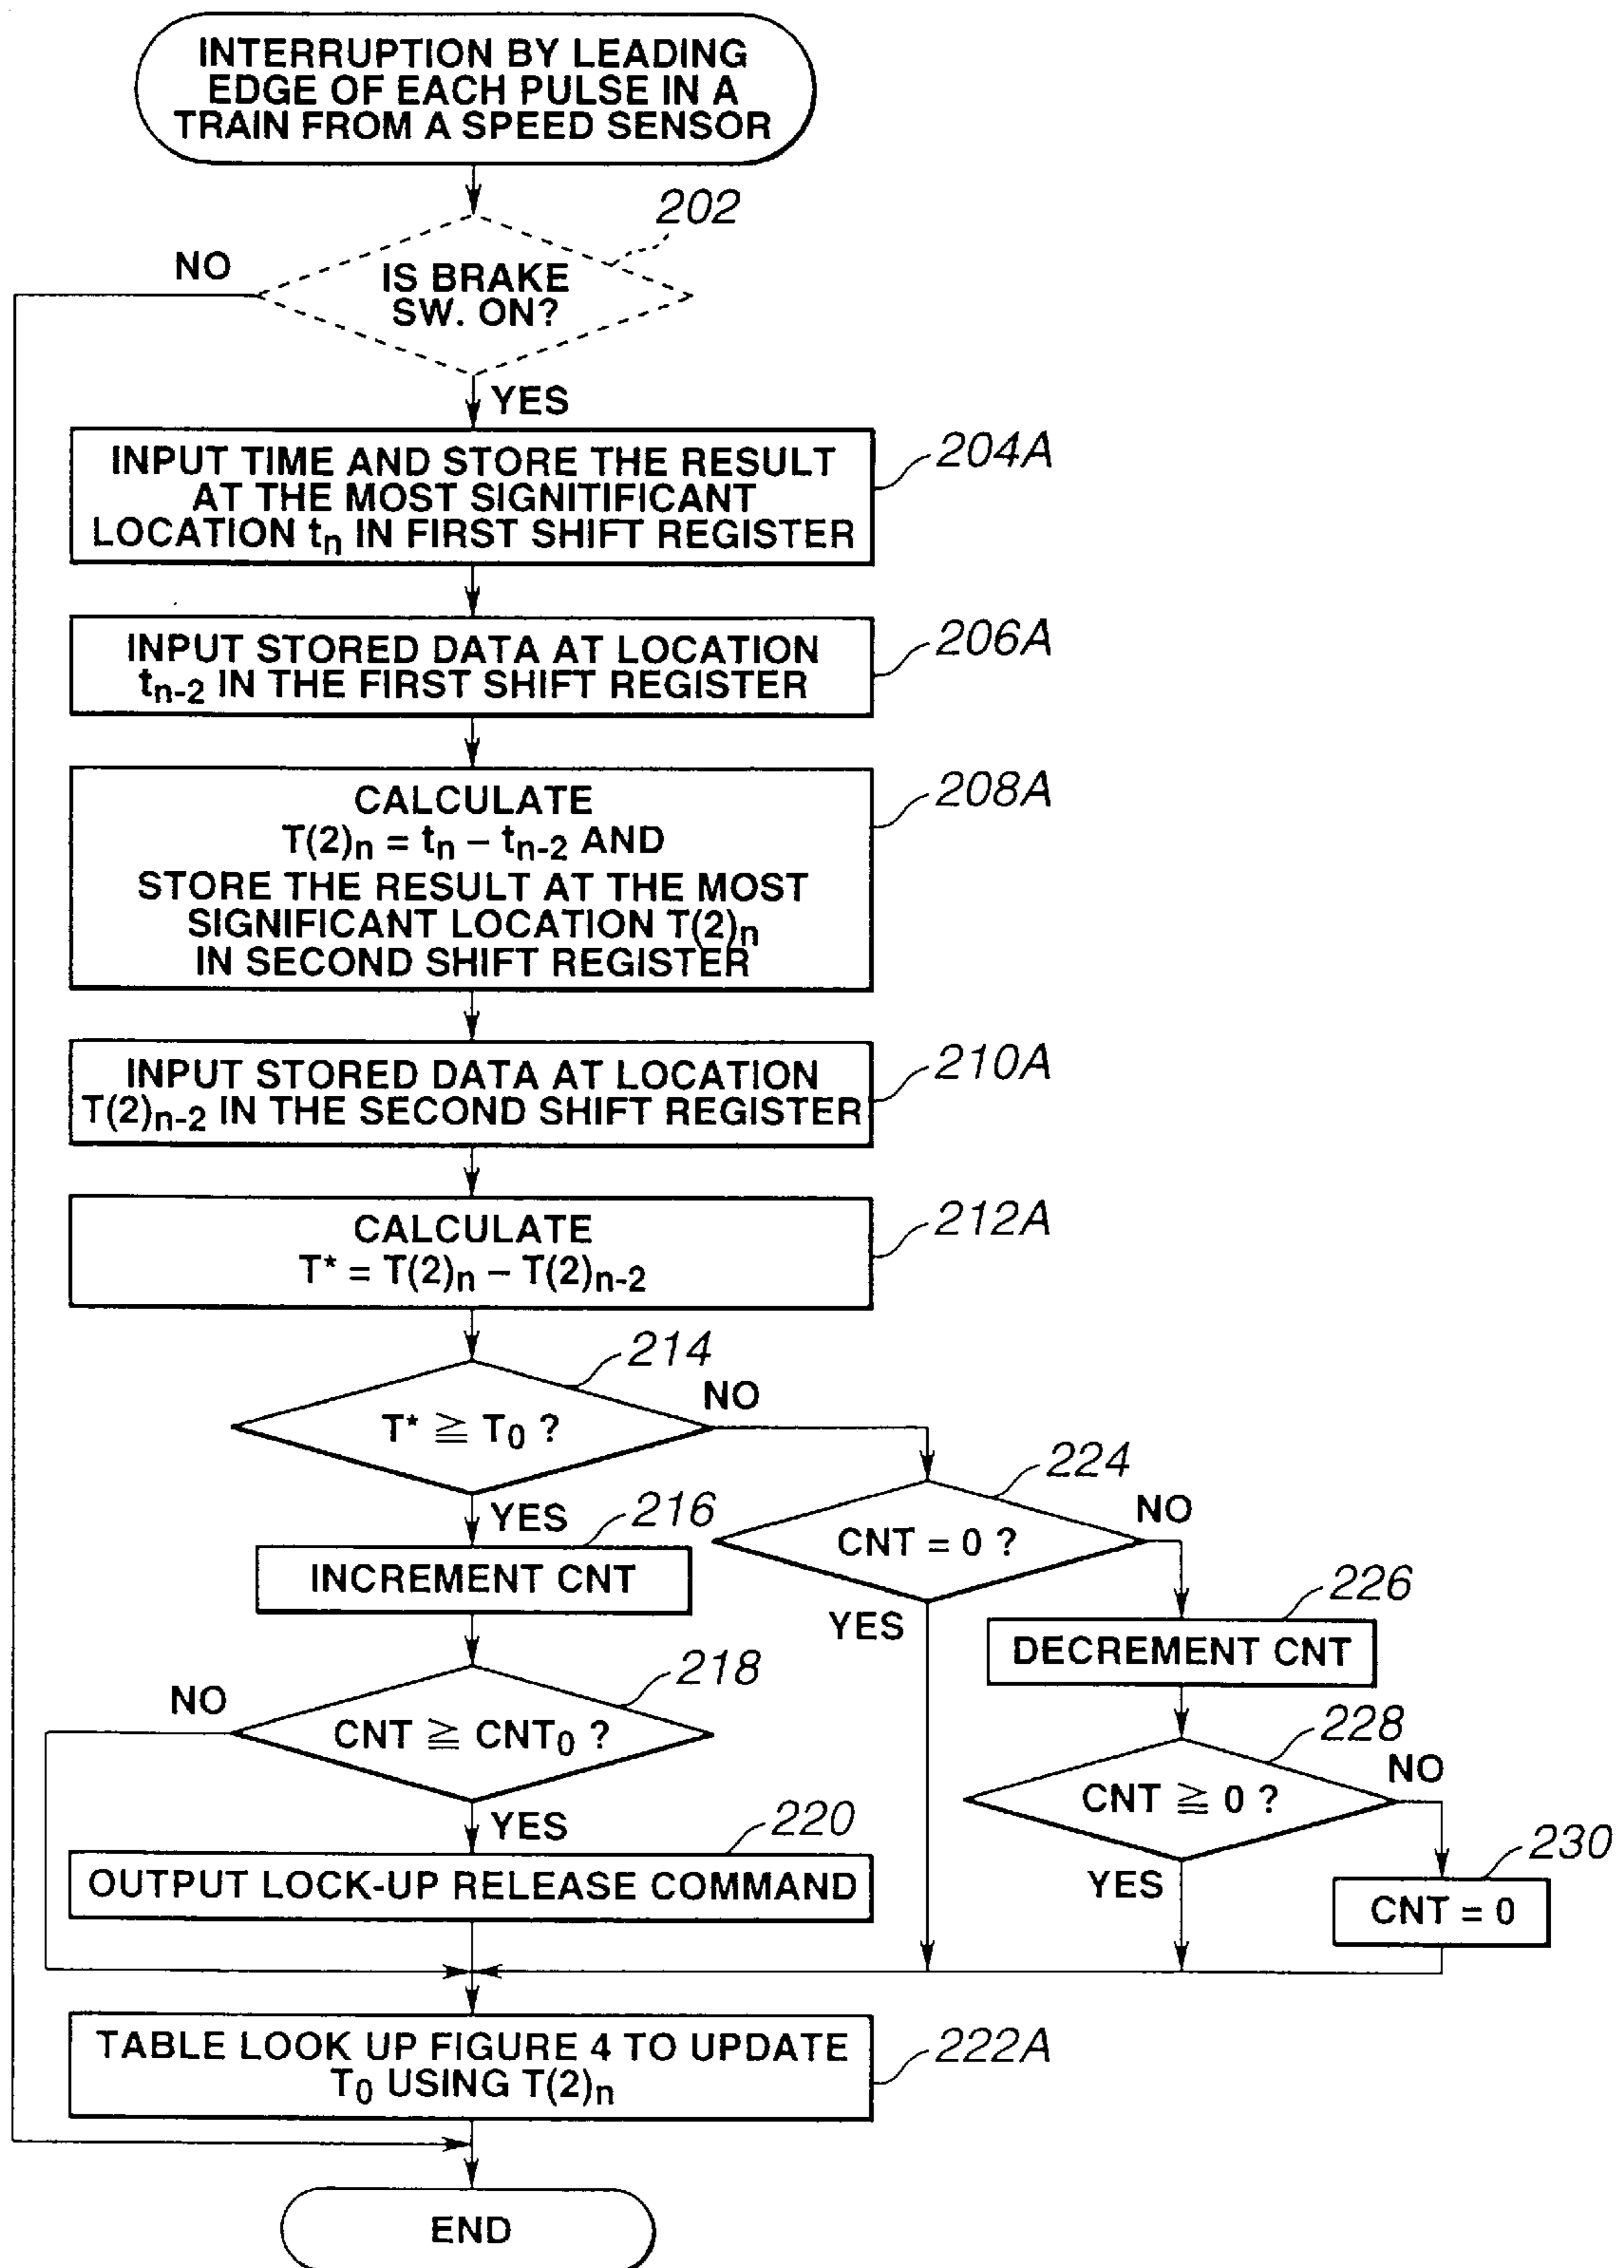 INTERRUPTION BY LEADING
EDGE OF EACH PULSE IN A
TRAIN FROM A SPEED SENSOR
202
NO
IS BRAKE
SW. ON?
YES
204A
INPUT TIME AND STORE THE RESULT
AT THE MOST SIGNITIFICANT
LOCATION tn IN FIRST SHIFT REGISTER
206A
INPUT STORED DATA AT LOCATION
tn-2 IN THE FIRST SHIFT REGISTER
208A
CALCULATE
T(2)n = tn – tn-2 AND
STORE THE RESULT AT THE MOST
SIGNIFICANT LOCATION T(2)n
IN SECOND SHIFT REGISTER
210A
INPUT STORED DATA AT LOCATION
T(2)n-2 IN THE SECOND SHIFT REGISTER
212A
CALCULATE
T* = T(2)n – T(2)n-2
214
NO
T* ≧ T0 ?
YES
216
INCREMENT CNT
224
NO
CNT = 0 ?
YES
226
DECREMENT CNT
218
NO
CNT ≧ CNT0 ?
YES
228
NO
CNT ≧ 0 ?
YES
220
OUTPUT LOCK-UP RELEASE COMMAND
230
CNT = 0
222A
TABLE LOOK UP FIGURE 4 TO UPDATE
T0 USING T(2)n
END